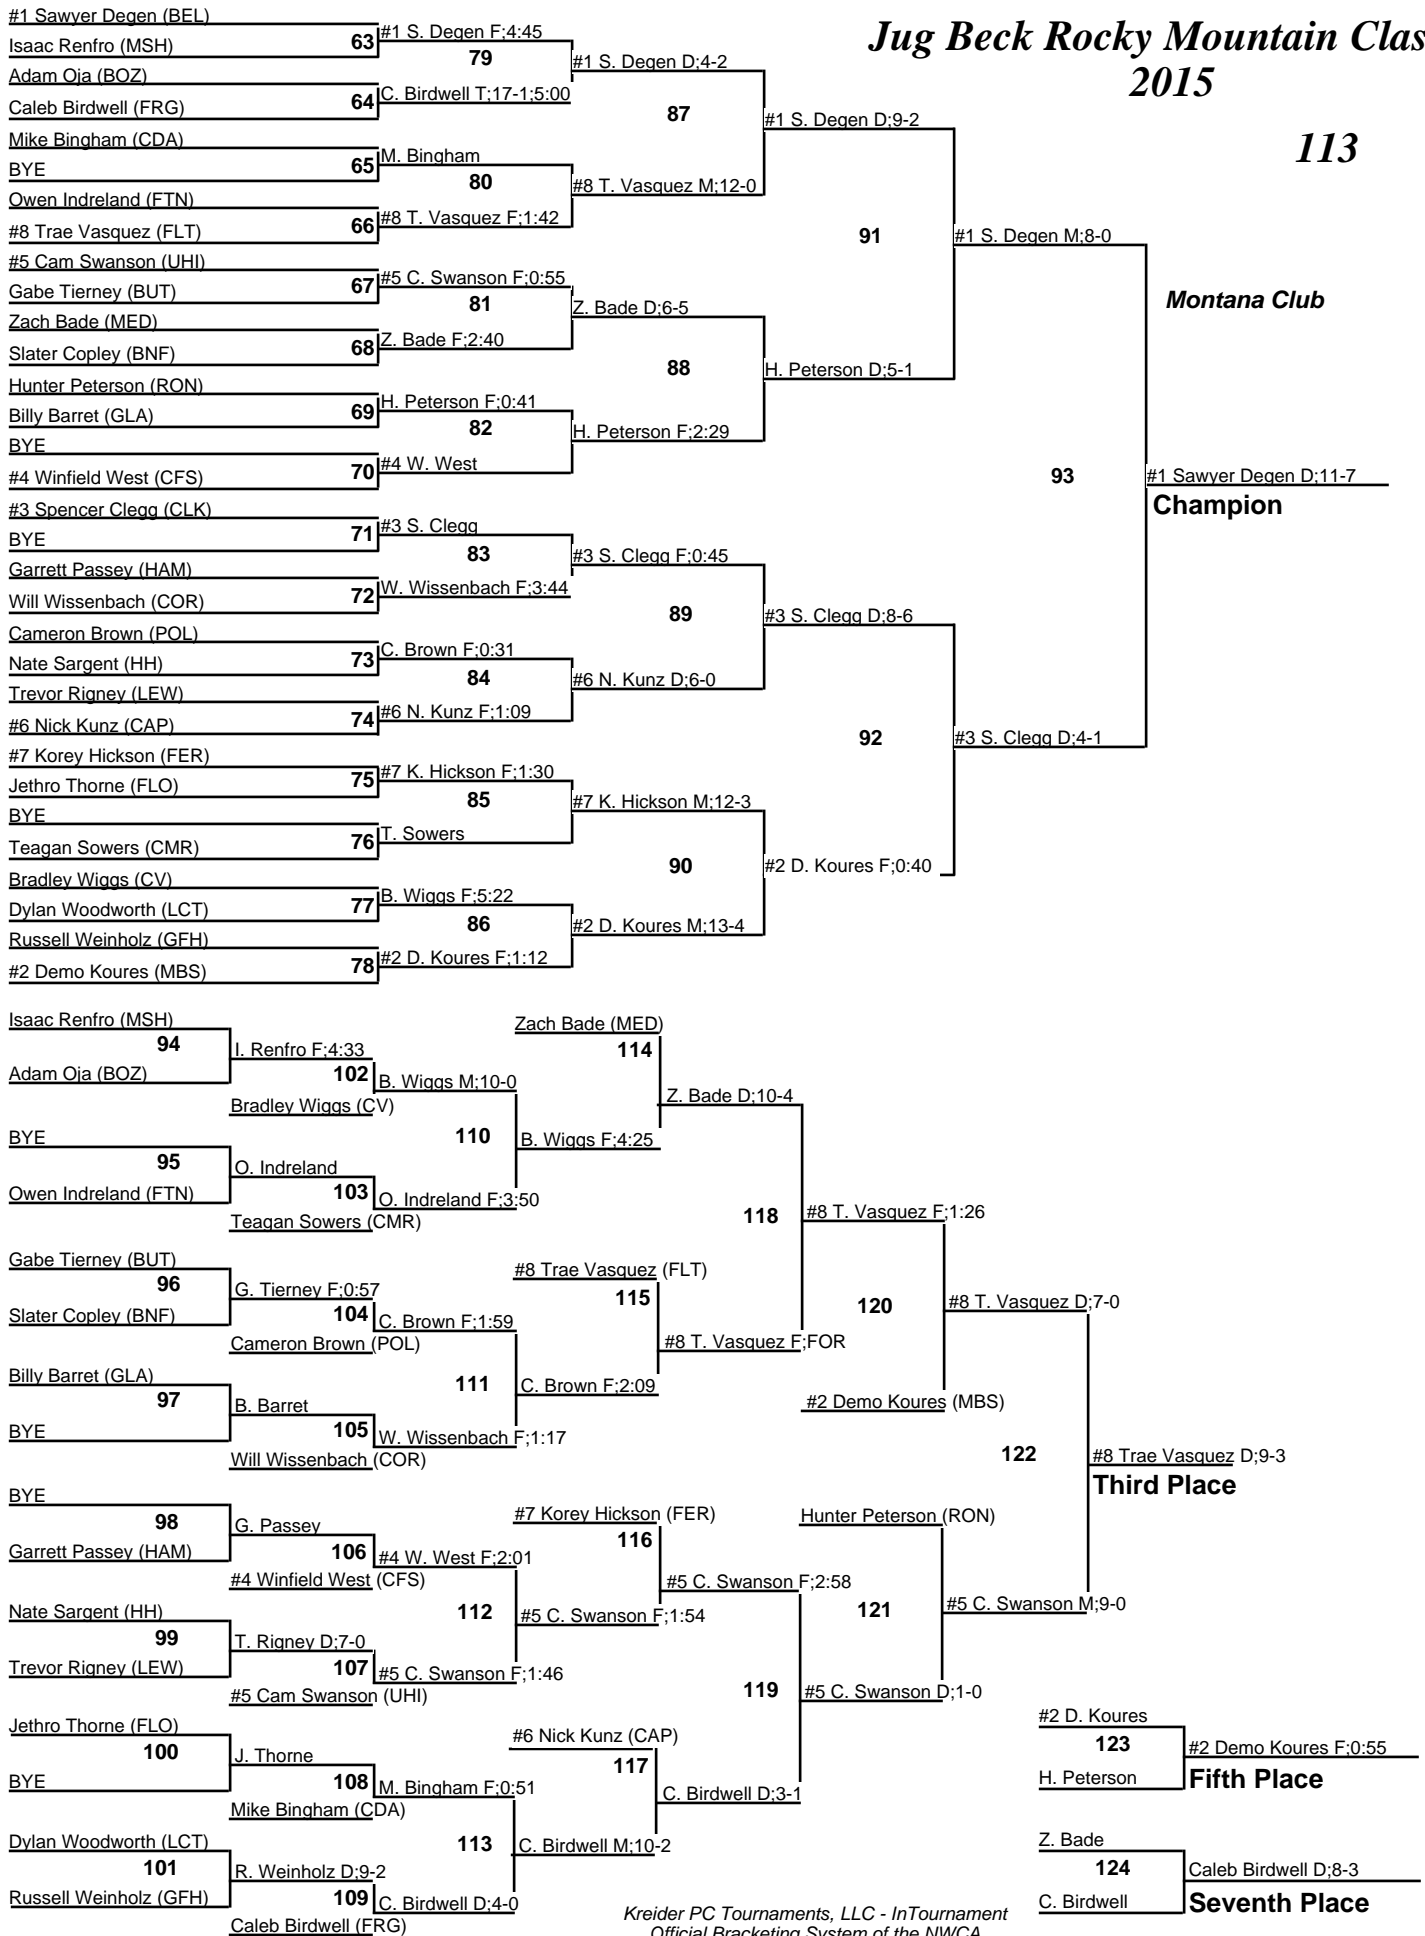 Jug Beck Rocky Mountain Clas
2015
113
Montana Club
#1 Sawyer Degen (BEL)
Isaac Renfro (MSH)
63
Adam Oja (BOZ)
Caleb Birdwell (FRG)
64
Mike Bingham (CDA)
BYE
65
Owen Indreland (FTN)
#8 Trae Vasquez (FLT)
66
#5 Cam Swanson (UHI)
Gabe Tierney (BUT)
67
Zach Bade (MED)
Slater Copley (BNF)
68
Hunter Peterson (RON)
Billy Barret (GLA)
69
BYE
#4 Winfield West (CFS)
70
#3 Spencer Clegg (CLK)
BYE
71
Garrett Passey (HAM)
Will Wissenbach (COR)
72
Cameron Brown (POL)
Nate Sargent (HH)
73
Trevor Rigney (LEW)
#6 Nick Kunz (CAP)
74
#7 Korey Hickson (FER)
Jethro Thorne (FLO)
75
BYE
Teagan Sowers (CMR)
76
Bradley Wiggs (CV)
Dylan Woodworth (LCT)
77
Russell Weinholz (GFH)
#2 Demo Koures (MBS)
78
#1 S. Degen F;4:45
79
C. Birdwell T;17-1;5:00
M. Bingham
80
#8 T. Vasquez F;1:42
#5 C. Swanson F;0:55
81
Z. Bade F;2:40
H. Peterson F;0:41
82
#4 W. West
#3 S. Clegg
83
W. Wissenbach F;3:44
C. Brown F;0:31
84
#6 N. Kunz F;1:09
#7 K. Hickson F;1:30
85
T. Sowers
B. Wiggs F;5:22
86
#2 D. Koures F;1:12
#1 S. Degen D;4-2
87
#8 T. Vasquez M;12-0
Z. Bade D;6-5
88
H. Peterson F;2:29
#3 S. Clegg F;0:45
89
#6 N. Kunz D;6-0
#7 K. Hickson M;12-3
90
#2 D. Koures M;13-4
#1 S. Degen D;9-2
91
H. Peterson D;5-1
#3 S. Clegg D;8-6
92
#2 D. Koures F;0:40
#1 S. Degen M;8-0
93
#3 S. Clegg D;4-1
#1 Sawyer Degen D;11-7
Champion
Isaac Renfro (MSH)
94
Adam Oja (BOZ)
BYE
95
Owen Indreland (FTN)
Gabe Tierney (BUT)
96
Slater Copley (BNF)
Billy Barret (GLA)
97
BYE
BYE
98
Garrett Passey (HAM)
Nate Sargent (HH)
99
Trevor Rigney (LEW)
Jethro Thorne (FLO)
100
BYE
Dylan Woodworth (LCT)
101
Russell Weinholz (GFH)
I. Renfro F;4:33
102
Bradley Wiggs (CV)
O. Indreland
103
Teagan Sowers (CMR)
G. Tierney F;0:57
104
Cameron Brown (POL)
B. Barret
105
Will Wissenbach (COR)
G. Passey
106
#4 Winfield West (CFS)
T. Rigney D;7-0
107
#5 Cam Swanson (UHI)
J. Thorne
108
Mike Bingham (CDA)
R. Weinholz D;9-2
109
Caleb Birdwell (FRG)
B. Wiggs M;10-0
110
O. Indreland F;3:50
C. Brown F;1:59
111
W. Wissenbach F;1:17
#4 W. West F;2:01
112
#5 C. Swanson F;1:46
M. Bingham F;0:51
113
C. Birdwell D;4-0
Zach Bade (MED)
114
B. Wiggs F;4:25
#8 Trae Vasquez (FLT)
115
C. Brown F;2:09
#7 Korey Hickson (FER)
116
#5 C. Swanson F;1:54
#6 Nick Kunz (CAP)
117
C. Birdwell M;10-2
Z. Bade D;10-4
118
#8 T. Vasquez F;FOR
#5 C. Swanson F;2:58
119
C. Birdwell D;3-1
#8 T. Vasquez F;1:26
120
#2 Demo Koures (MBS)
Hunter Peterson (RON)
121
#5 C. Swanson D;1-0
#8 T. Vasquez D;7-0
122
#5 C. Swanson M;9-0
#8 Trae Vasquez D;9-3
Third Place
#2 D. Koures
123
H. Peterson
#2 Demo Koures F;0:55
Fifth Place
Z. Bade
124
C. Birdwell
Caleb Birdwell D;8-3
Seventh Place
Kreider PC Tournaments, LLC - InTournament
Official Bracketing System of the NWCA